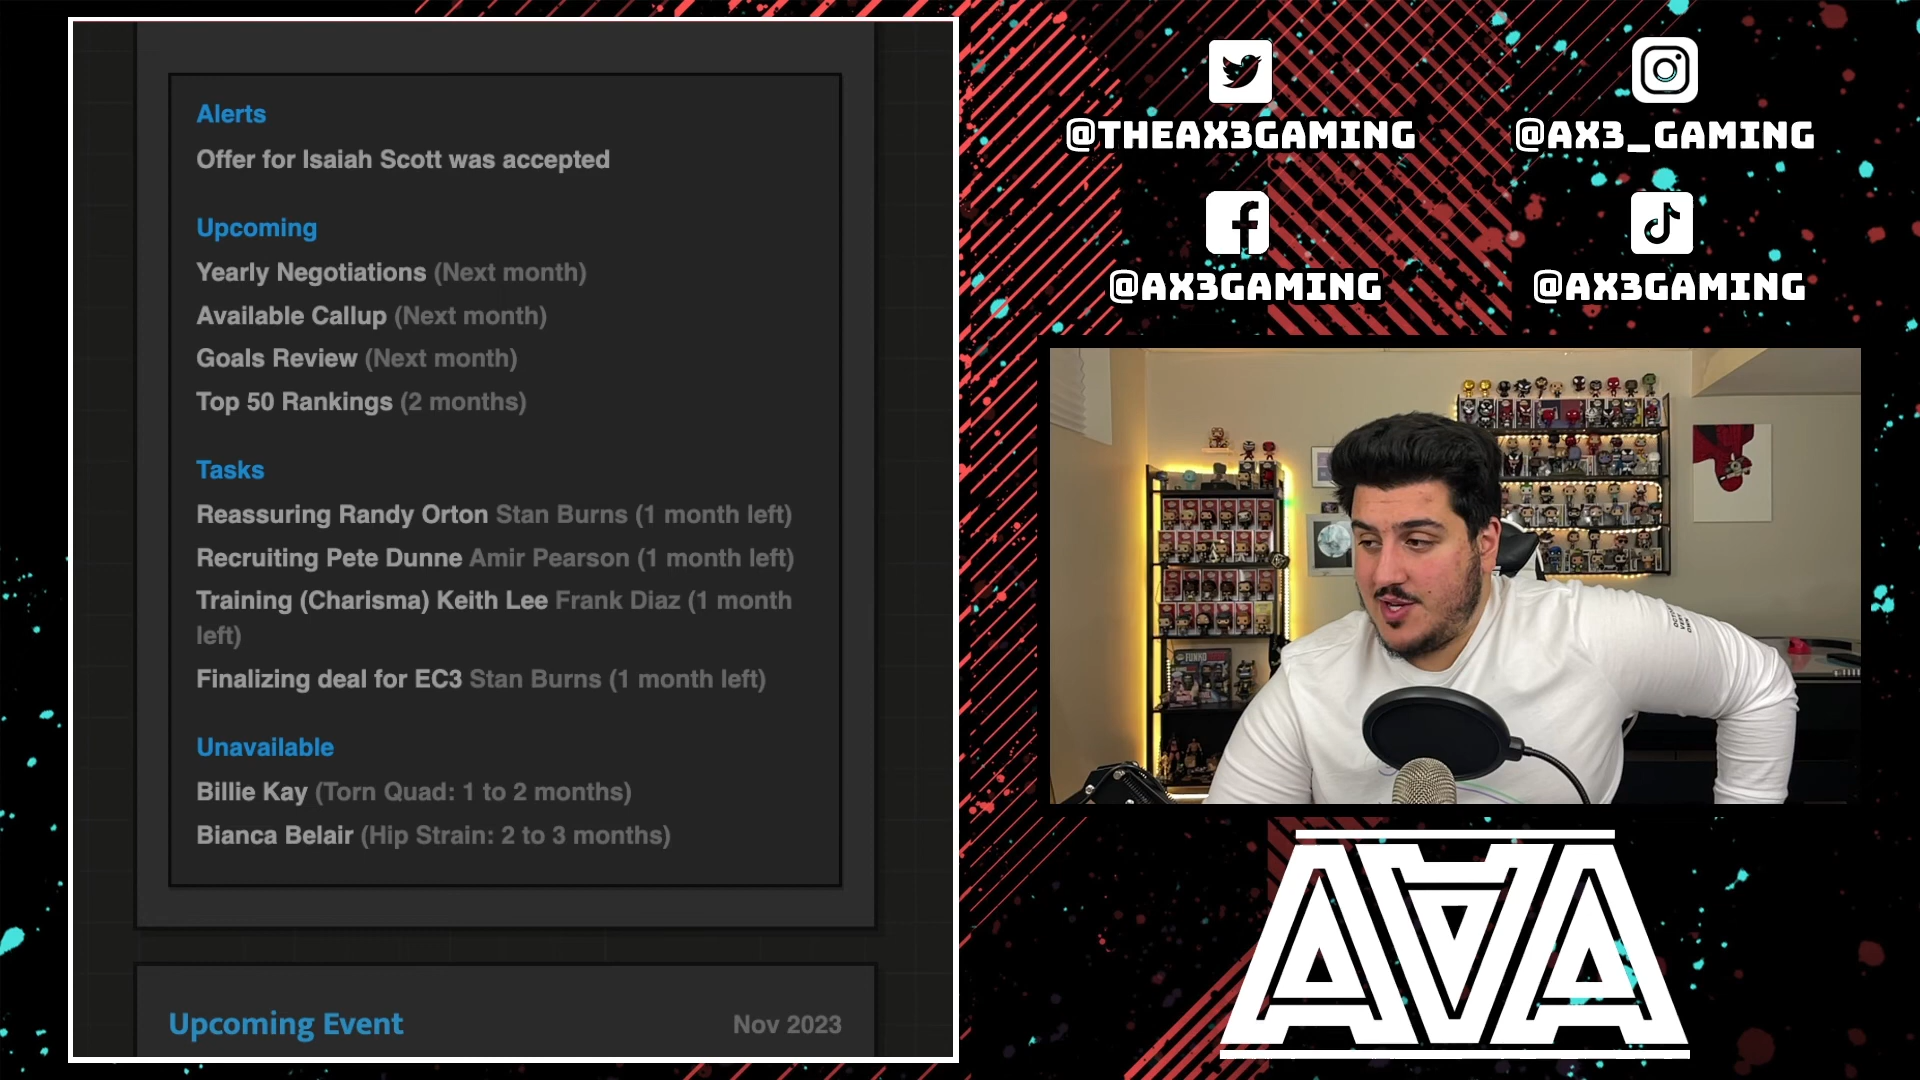 Alerts
Offer for Isaiah Scott was accepted
Upcoming
Yearly Negotiations (Next month)
Available Callup (Next month)
Goals Review (Next month)
Top 50 Rankings (2 months)
Tasks
Reassuring Randy Orton Stan Burns (1 month left)
Recruiting Pete Dunne Amir Pearson (1 month left)
Training (Charisma) Keith Lee Frank Diaz (1 month
left)
Finalizing deal for EC3 Stan Burns (1 month left)
Unavailable
Billie Kay (Torn Quad: 1 to 2 months)
Bianca Belair (Hip Strain: 2 to 3 months)
Upcoming Event
Nov 2023
@THEAX3GAMING
@AX3_GAMING
@AX3GAMING
@AX3GAMING
FUNKO